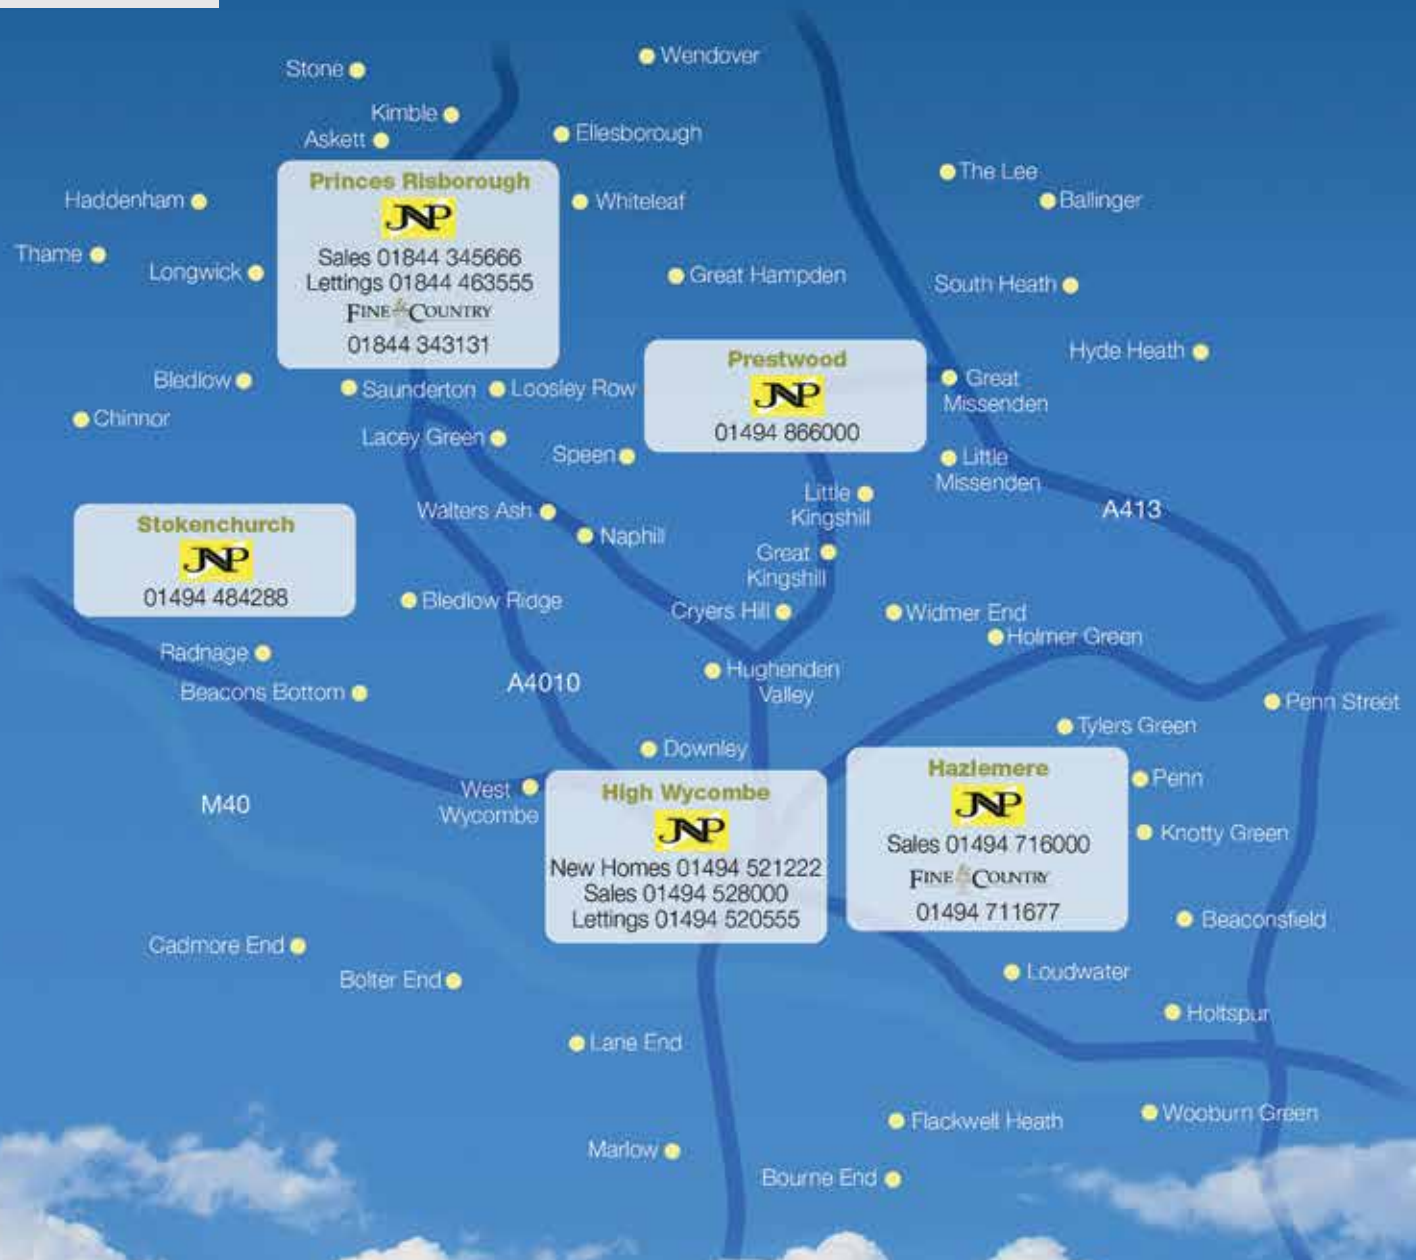 Wendover
Stone
Kimble
Ellesborough
Askett
The Lee
Princes Risborough
JNP
Sales 01844 345666
Lettings 01844 463555
FINE & COUNTRY
01844 343131
Haddenham
Whiteleaf
Ballinger
Thame
Longwick
Great Hampden
South Heath
Hyde Heath
Prestwood
JNP
01494 866000
Great
Missenden
Bledlow
Saunderton
Loosley Row
Chinnor
Lacey Green
Speen
Little
Missenden
Little
Kingshill
A413
Walters Ash
Naphill
Stokenchurch
JNP
01494 484288
Great
Kingshill
Bledlow Ridge
Cryers Hill
Widmer End
Holmer Green
Radnage
Hughenden
Valley
A4010
Beacons Bottom
Penn Street
Tylers Green
Downley
Penn
West
Wycombe
M40
High Wycombe
JNP
New Homes 01494 521222
Sales 01494 528000
Lettings 01494 520555
Hazlemere
JNP
Sales 01494 716000
FINE & COUNTRY
01494 711677
Knotty Green
Beaconsfield
Cadmore End
Bolter End
Loudwater
Holtspur
Lane End
Flackwell Heath
Wooburn Green
Marlow
Bourne End